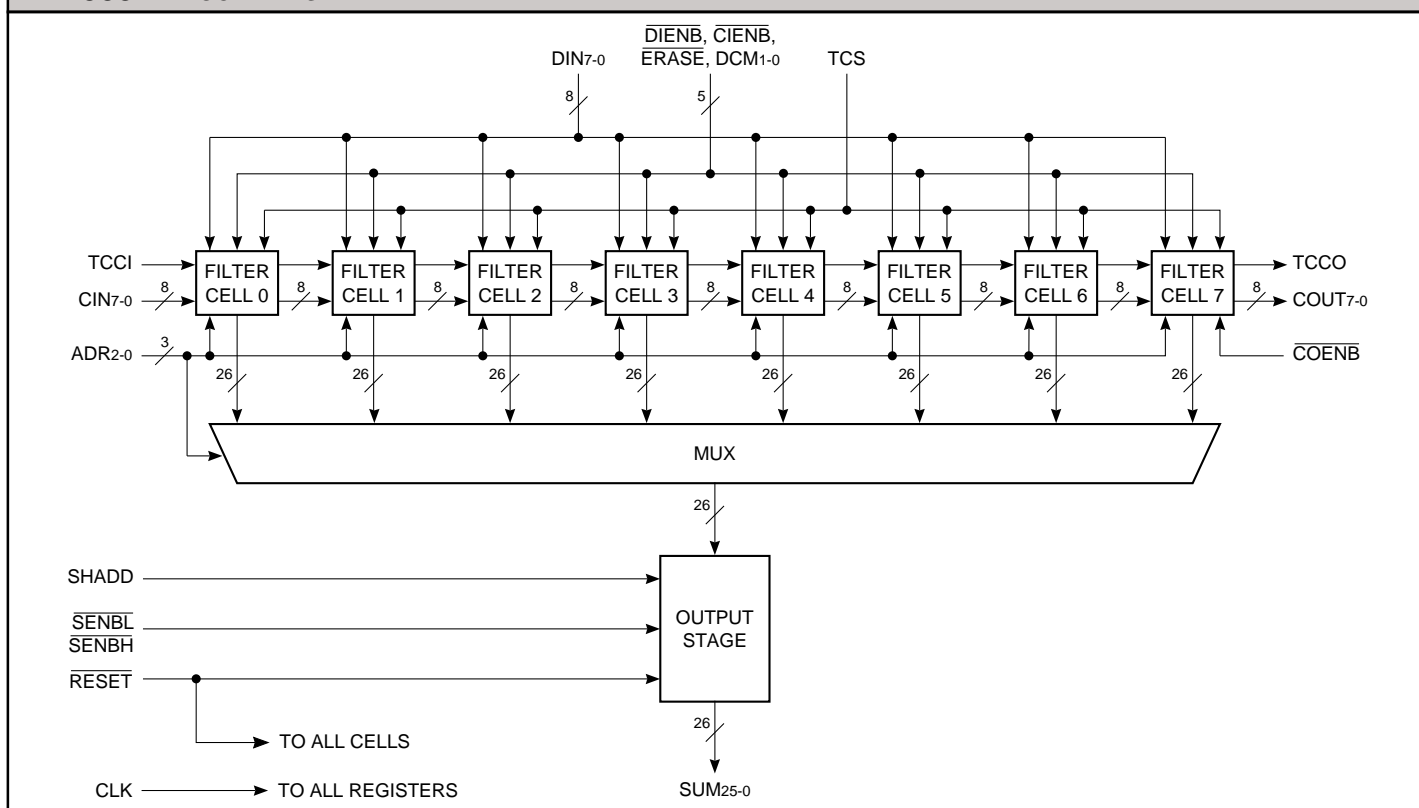 DIENB, CIENB,
DIN7-0 ERASE, DCM1-0 TCS
8 5
TCCI FILTER FILTER FILTER FILTER FILTER FILTER FILTER FILTER TCCO
CELL 0 CELL 1 CELL 2 CELL 3 CELL 4 CELL 5 CELL 6 CELL 7
CIN7-0 8 8 8 8 8 8 8 8 8 COUT7-0
ADR2-0 3 COENB
26 26 26 26 26 26 26 26
MUX
26
SHADD
SENBL
SENBH
OUTPUT
STAGE
RESET
26
TO ALL CELLS
CLK TO ALL REGISTERS SUM25-0